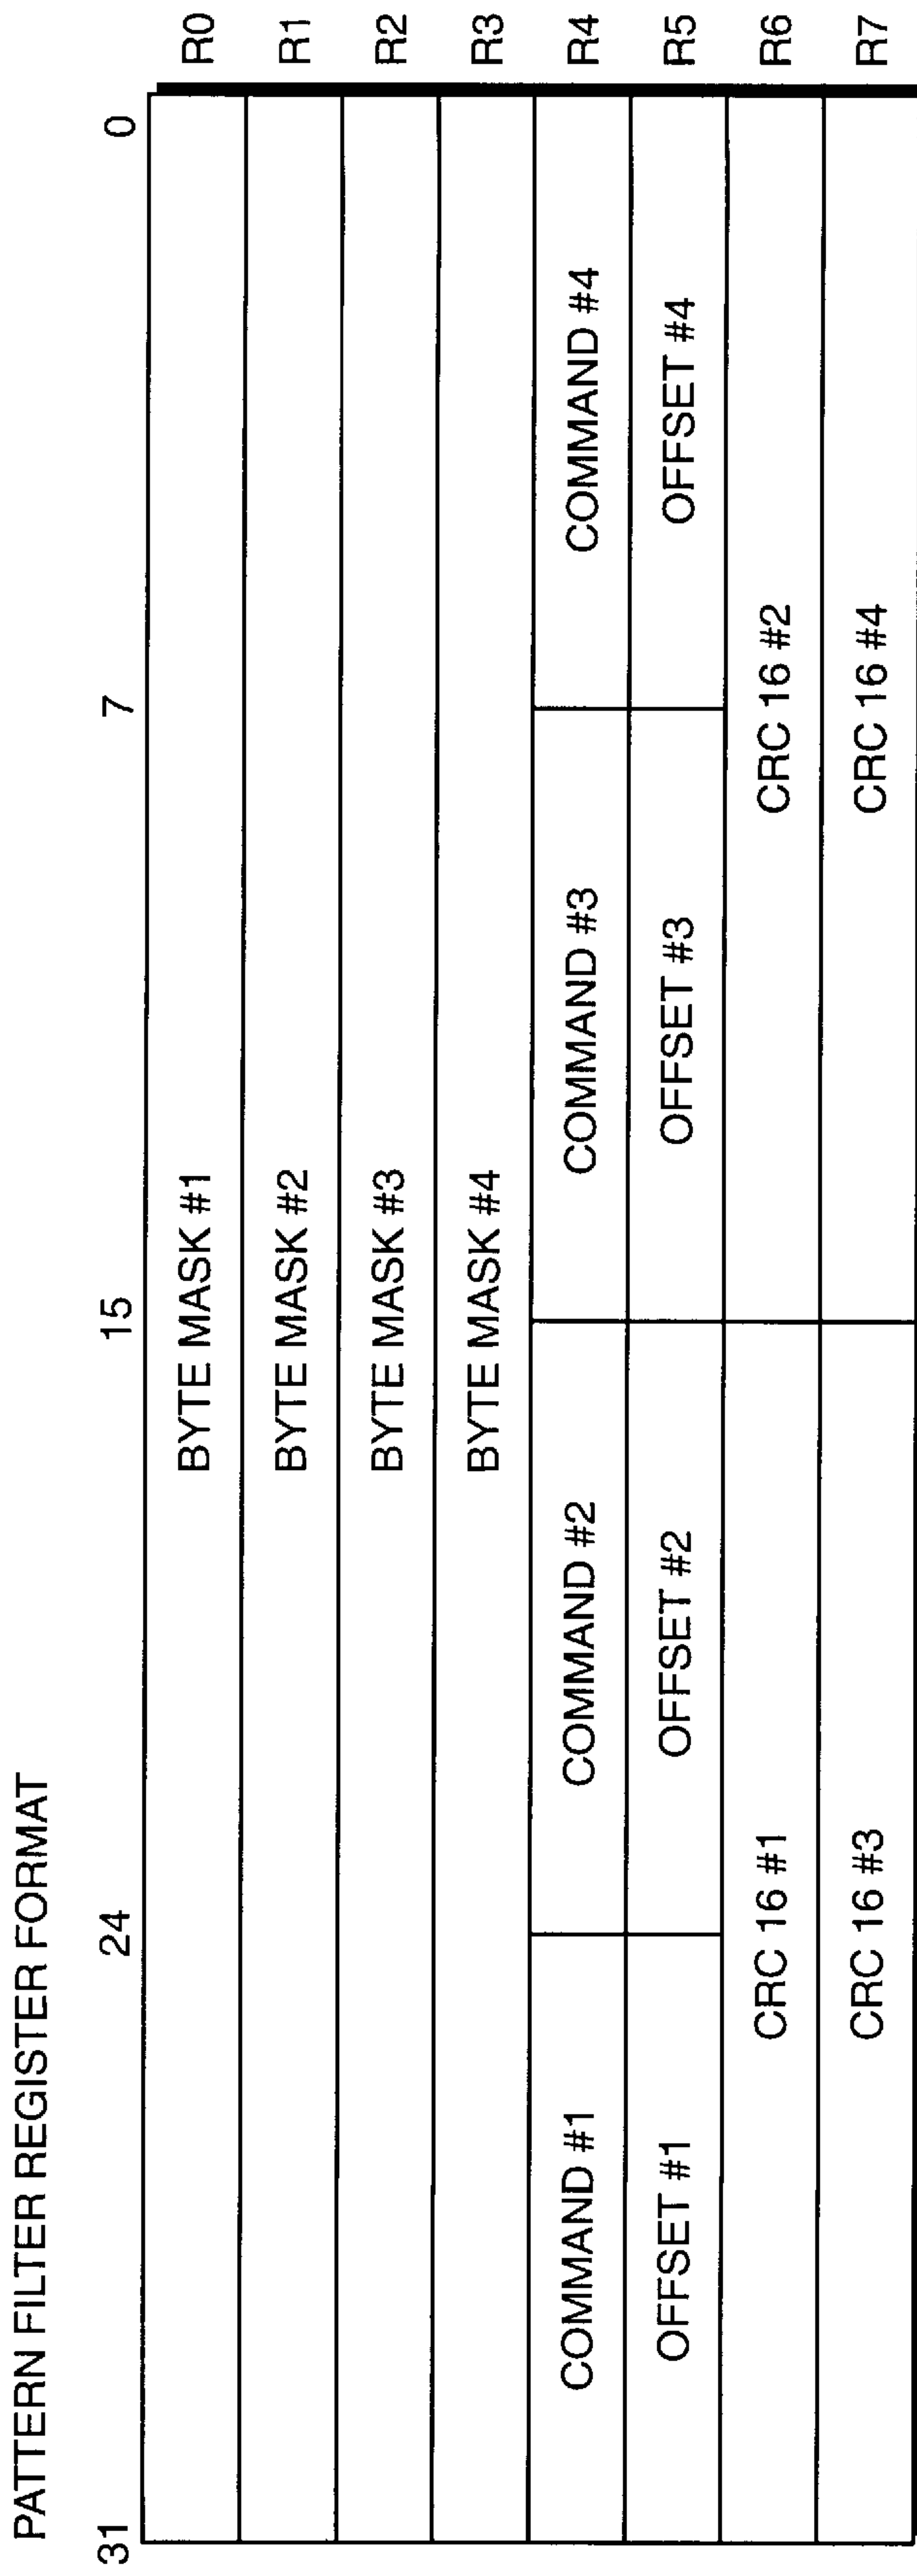 PATTERN FILTER REGISTER FORMAT
31 24 15 7 0
BYTE MASK #1 R0
BYTE MASK #2 R1
BYTE MASK #3 R2
BYTE MASK #4 R3
COMMAND #1 COMMAND #2 COMMAND #3 COMMAND #4 R4
OFFSET #1 OFFSET #2 OFFSET #3 OFFSET #4 R5
CRC 16 #1 CRC 16 #2 R6
CRC 16 #3 CRC 16 #4 R7